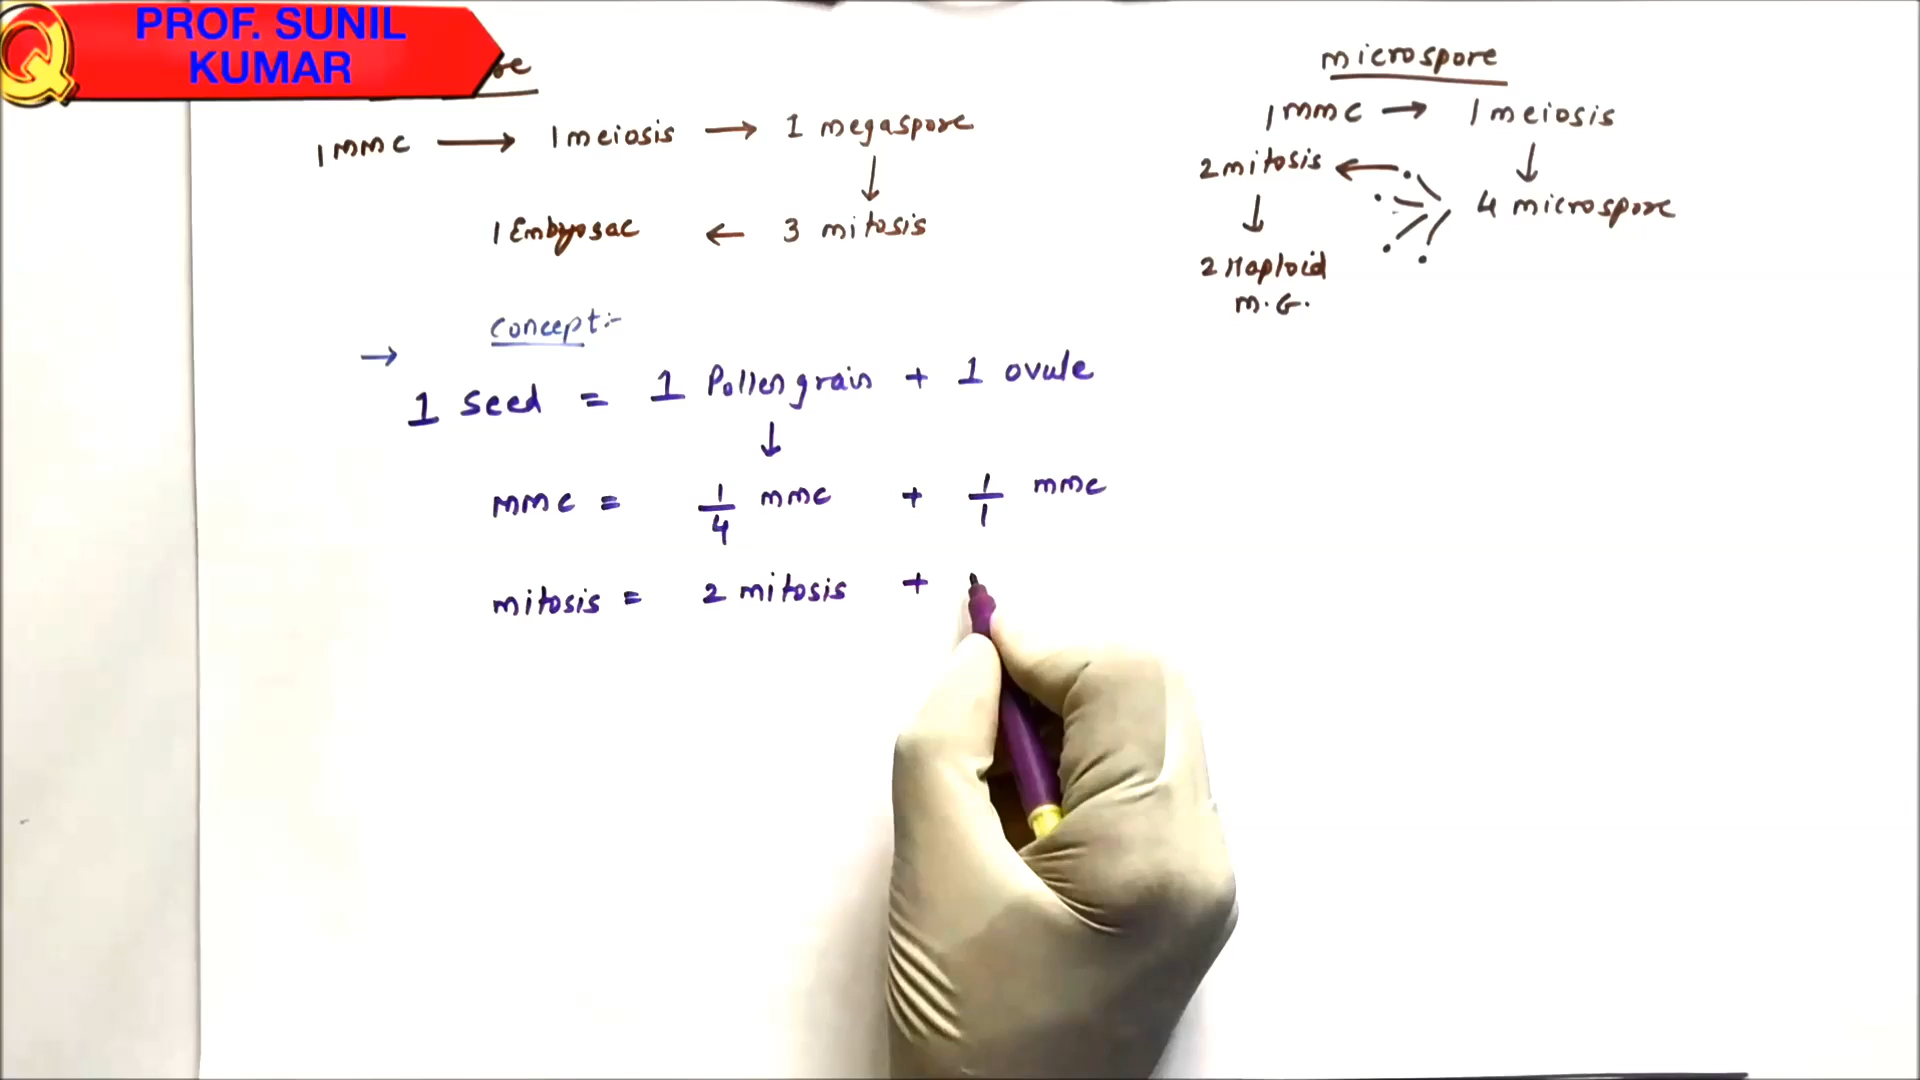 PROF. SUNIL
KUMAR
1 mmc → 1 meiosis → 1 megaspore
↓
1 Embyosac ← 3 mitosis
microspore
1 mmc → 1 meiosis
↓
2 mitosis ← 4 microspore
↓
2 Haploid
M.G.
Concept:-
→ 1 Seed = 1 Pollengrain + 1 ovule
↓
mmc = 1/4 mmc + 1/1 mmc
mitosis = 2 mitosis +